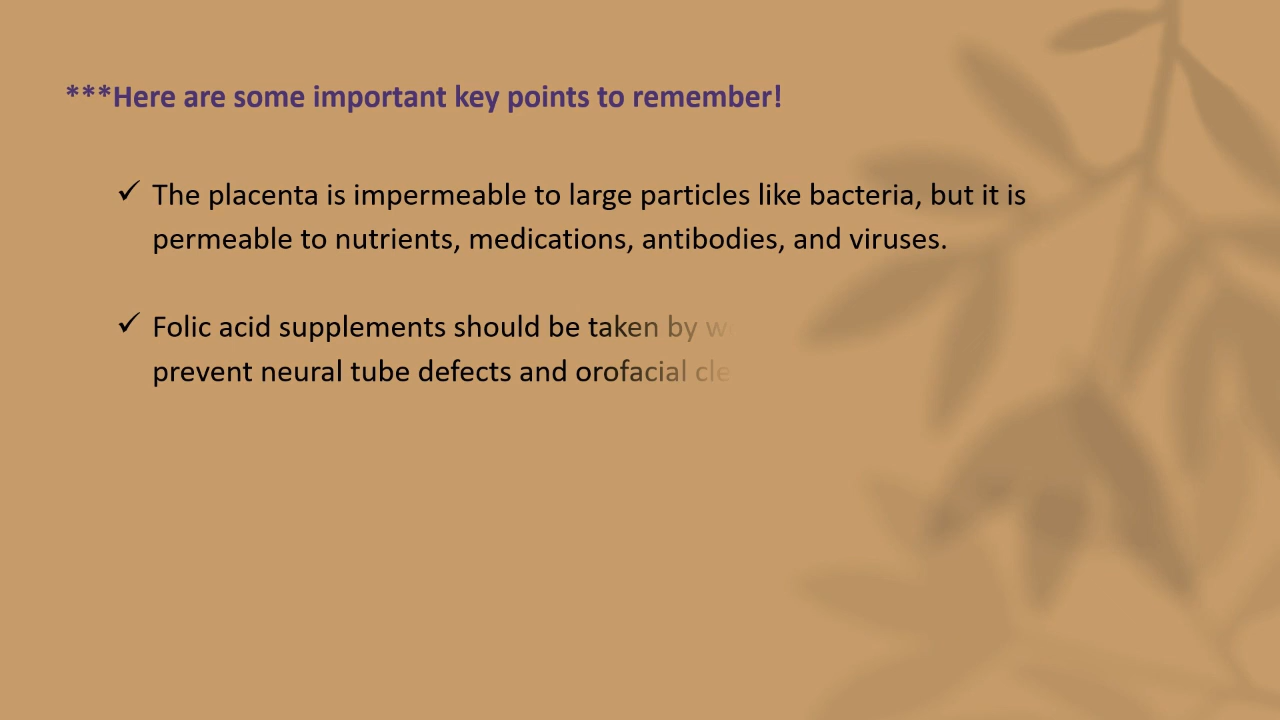 ***Here are some important key points to remember!
✓ The placenta is impermeable to large particles like bacteria, but it is
permeable to nutrients, medications, antibodies, and viruses.
✓ Folic acid supplements should be taken by
prevent neural tube defects and orofacial